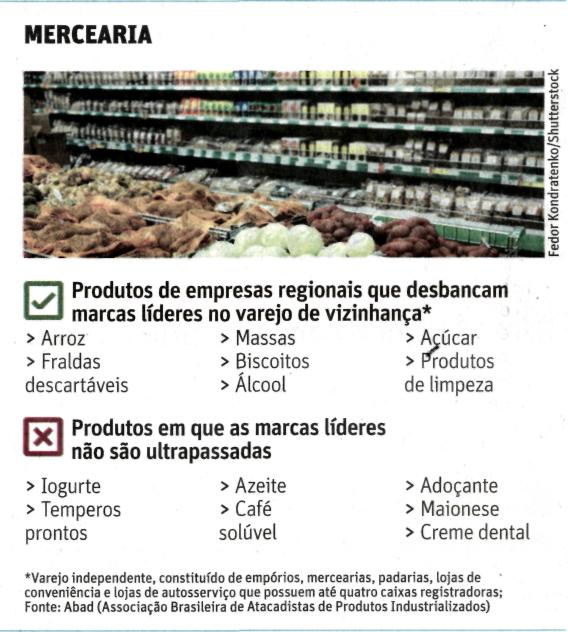 MERCEARIA
Fedor Kondratenko/Shutterstock
Produtos de empresas regionais que desbancam
marcas líderes no varejo de vizinhança*
> Arroz
> Fraldas
descartáveis
> Massas
> Biscoitos
> Álcool
> Açúcar
> Produtos
de limpeza
Produtos em que as marcas líderes
não são ultrapassadas
> Iogurte
> Temperos
prontos
> Azeite
> Café
solúvel
> Adoçante
> Maionese
> Creme dental
*Varejo independente, constituído de empórios, mercearias, padarias, lojas de
conveniência e lojas de autosserviço que possuem até quatro caixas registradoras;
Fonte: Abad (Associação Brasileira de Atacadistas de Produtos Industrializados)